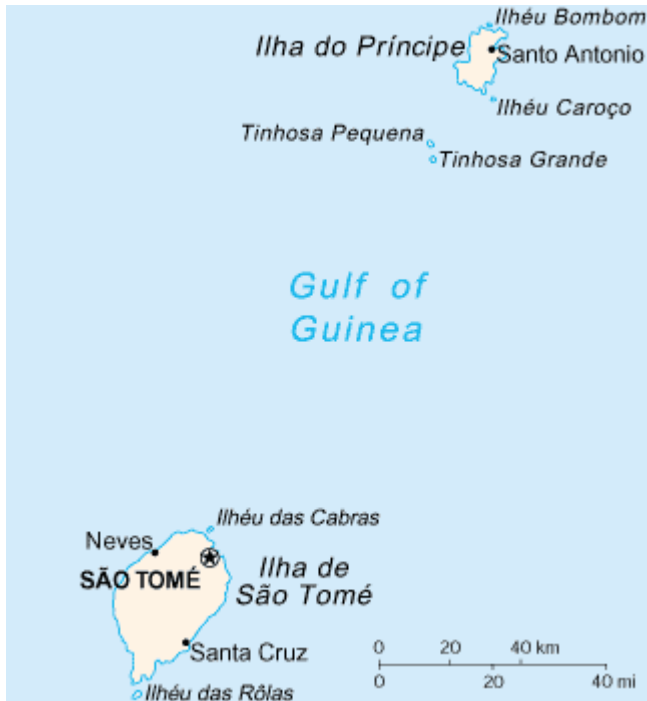 Ilhéu Bombom
Ilha do Príncipe
Santo Antonio
Ilhéu Caroço
Tinhosa Pequena
Tinhosa Grande
Gulf of
Guinea
Ilhéu das Cabras
Neves
SÃO TOMÉ
Ilha de
São Tomé
Santa Cruz
0 20 40 km
0 20 40 mi
Ilhéu das Rôlas